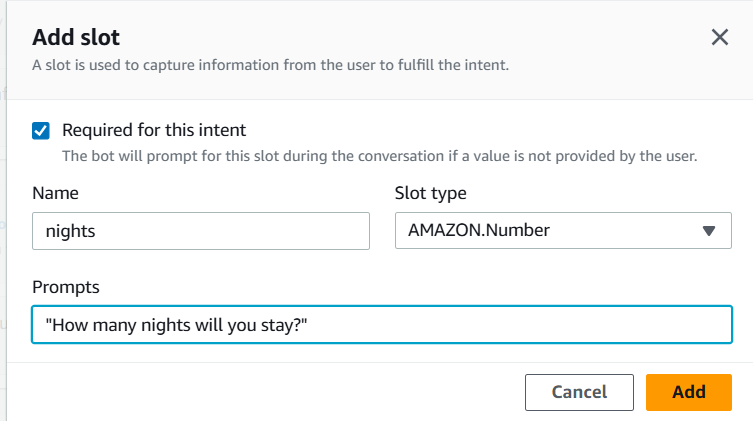 Add slot
A slot is used to capture information from the user to fulfill the intent.
Required for this intent
The bot will prompt for this slot during the conversation if a value is not provided by the user.
Name
Slot type
nights
AMAZON.Number
Prompts
"How many nights will you stay?"
Cancel
Add